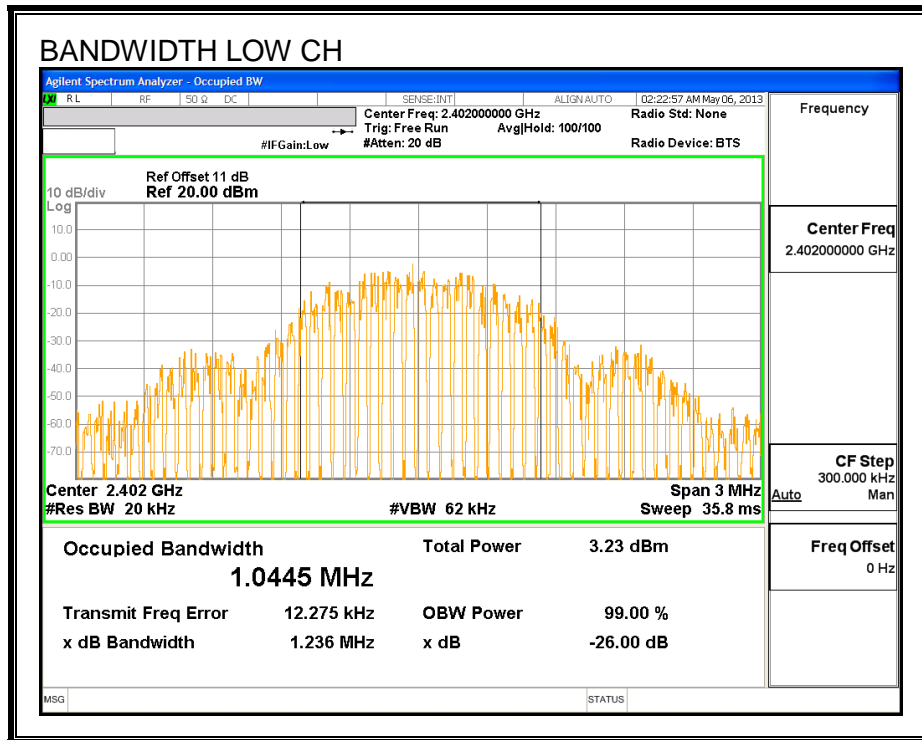 BANDWIDTH LOW CH
Agilent Spectrum Analyzer - Occupied BW
LXI RL RF 50 Ω DC SENSE:INT ALIGN AUTO 02:22:57 AM May 06, 2013
Center Freq: 2.402000000 GHz Radio Std: None
Trig: Free Run Avg|Hold: 100/100
#IFGain:Low #Atten: 20 dB Radio Device: BTS
Ref Offset 11 dB
10 dB/div Ref 20.00 dBm
Log
10.0
0.00
-10.0
-20.0
-30.0
-40.0
-50.0
-60.0
-70.0
Center 2.402 GHz Span 3 MHz
#Res BW 20 kHz #VBW 62 kHz Sweep 35.8 ms
Occupied Bandwidth Total Power 3.23 dBm
1.0445 MHz
Transmit Freq Error 12.275 kHz OBW Power 99.00 %
x dB Bandwidth 1.236 MHz x dB -26.00 dB
MSG STATUS
Frequency
Center Freq
2.402000000 GHz
CF Step
300.000 kHz
Auto Man
Freq Offset
0 Hz